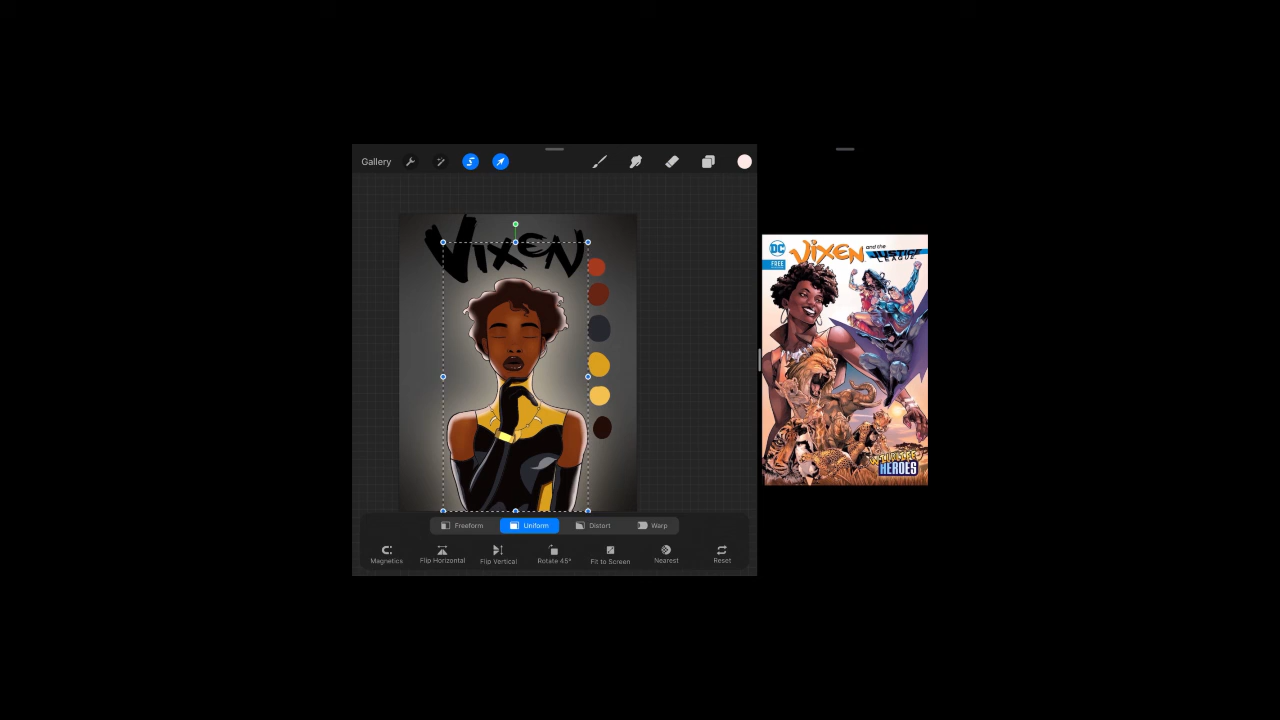 Gallery
VIXEN
Freeform
Uniform
Distort
Warp
Magnetics
Flip Horizontal
Flip Vertical
Rotate 45°
Fit to Screen
Nearest
Reset
DC
FREE
VIXEN and the
JUSTICE
LEAGUE
WILDLIFE
HEROES